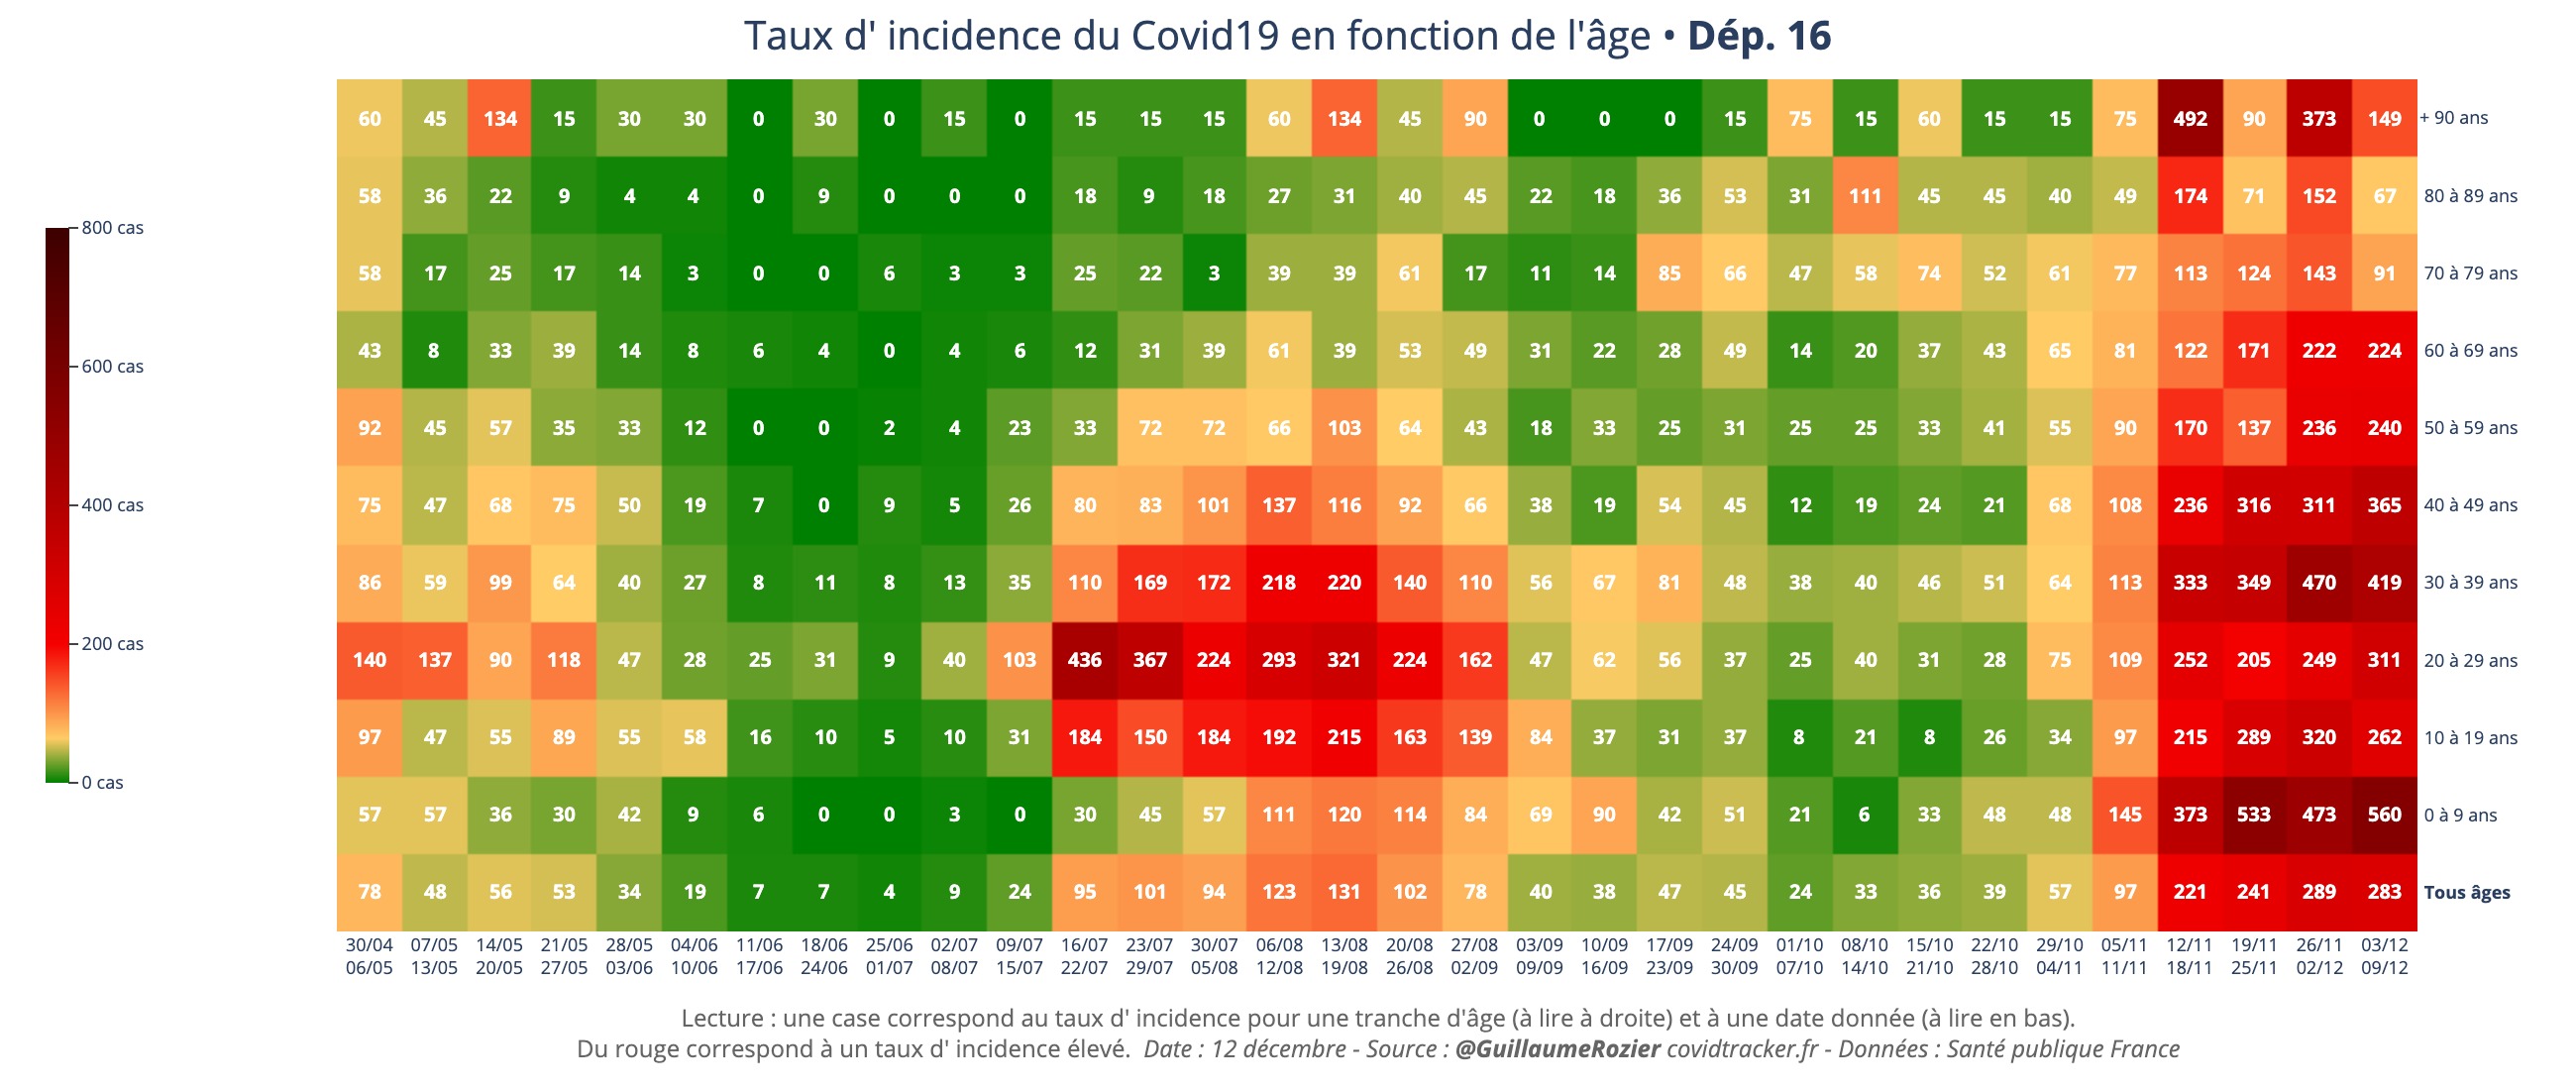 Taux d' incidence du Covid19 en fonction de l'âge • Dép. 16
800 cas
600 cas
400 cas
200 cas
0 cas
60 45 134 15 30 30 0 30 0 15 0 15 15 15 60 134 45 90 0 0 0 15 75 15 60 15 15 75 492 90 373 149 + 90 ans
58 36 22 9 4 4 0 9 0 0 0 18 9 18 27 31 40 45 22 18 36 53 31 111 45 45 40 49 174 71 152 67 80 à 89 ans
58 17 25 17 14 3 0 0 6 3 3 25 22 3 39 39 61 17 11 14 85 66 47 58 74 52 61 77 113 124 143 91 70 à 79 ans
43 8 33 39 14 8 6 4 0 4 6 12 31 39 61 39 53 49 31 22 28 49 14 20 37 43 65 81 122 171 222 224 60 à 69 ans
92 45 57 35 33 12 0 0 2 4 23 33 72 72 66 103 64 43 18 33 25 31 25 25 33 41 55 90 170 137 236 240 50 à 59 ans
75 47 68 75 50 19 7 0 9 5 26 80 83 101 137 116 92 66 38 19 54 45 12 19 24 21 68 108 236 316 311 365 40 à 49 ans
86 59 99 64 40 27 8 11 8 13 35 110 169 172 218 220 140 110 56 67 81 48 38 40 46 51 64 113 333 349 470 419 30 à 39 ans
140 137 90 118 47 28 25 31 9 40 103 436 367 224 293 321 224 162 47 62 56 37 25 40 31 28 75 109 252 205 249 311 20 à 29 ans
97 47 55 89 55 58 16 10 5 10 31 184 150 184 192 215 163 139 84 37 31 37 8 21 8 26 34 97 215 289 320 262 10 à 19 ans
57 57 36 30 42 9 6 0 0 3 0 30 45 57 111 120 114 84 69 90 42 51 21 6 33 48 48 145 373 533 473 560 0 à 9 ans
78 48 56 53 34 19 7 7 4 9 24 95 101 94 123 131 102 78 40 38 47 45 24 33 36 39 57 97 221 241 289 283 Tous âges
30/04 07/05 14/05 21/05 28/05 04/06 11/06 18/06 25/06 02/07 09/07 16/07 23/07 30/07 06/08 13/08 20/08 27/08 03/09 10/09 17/09 24/09 01/10 08/10 15/10 22/10 29/10 05/11 12/11 19/11 26/11 03/12
06/05 13/05 20/05 27/05 03/06 10/06 17/06 24/06 01/07 08/07 15/07 22/07 29/07 05/08 12/08 19/08 26/08 02/09 09/09 16/09 23/09 30/09 07/10 14/10 21/10 28/10 04/11 11/11 18/11 25/11 02/12 09/12
Lecture : une case correspond au taux d' incidence pour une tranche d'âge (à lire à droite) et à une date donnée (à lire en bas).
Du rouge correspond à un taux d' incidence élevé. Date : 12 décembre - Source : @GuillaumeRozier covidtracker.fr - Données : Santé publique France